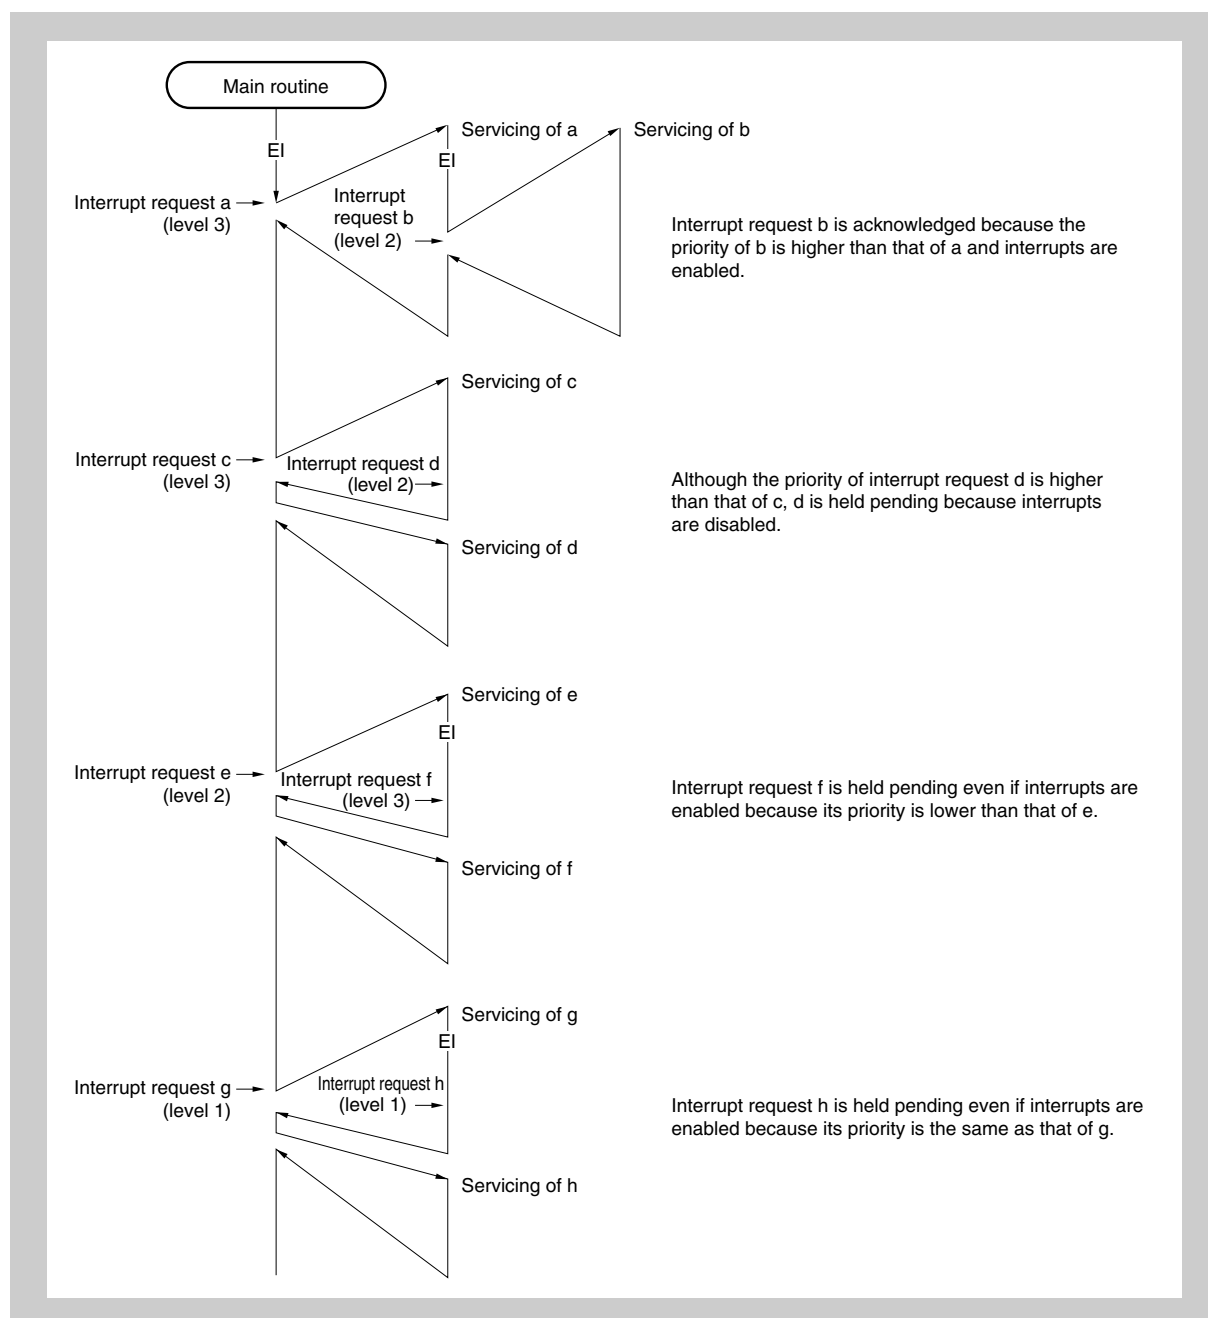 Main routine
EI
Servicing of a
Servicing of b
EI
Interrupt request a
(level 3)
Interrupt
request b
(level 2)
Interrupt request b is acknowledged because the
priority of b is higher than that of a and interrupts are
enabled.
Servicing of c
Interrupt request c
(level 3)
Interrupt request d
(level 2)
Although the priority of interrupt request d is higher
than that of c, d is held pending because interrupts
are disabled.
Servicing of d
Servicing of e
EI
Interrupt request e
(level 2)
Interrupt request f
(level 3)
Interrupt request f is held pending even if interrupts are
enabled because its priority is lower than that of e.
Servicing of f
Servicing of g
EI
Interrupt request g
(level 1)
Interrupt request h
(level 1)
Interrupt request h is held pending even if interrupts are
enabled because its priority is the same as that of g.
Servicing of h